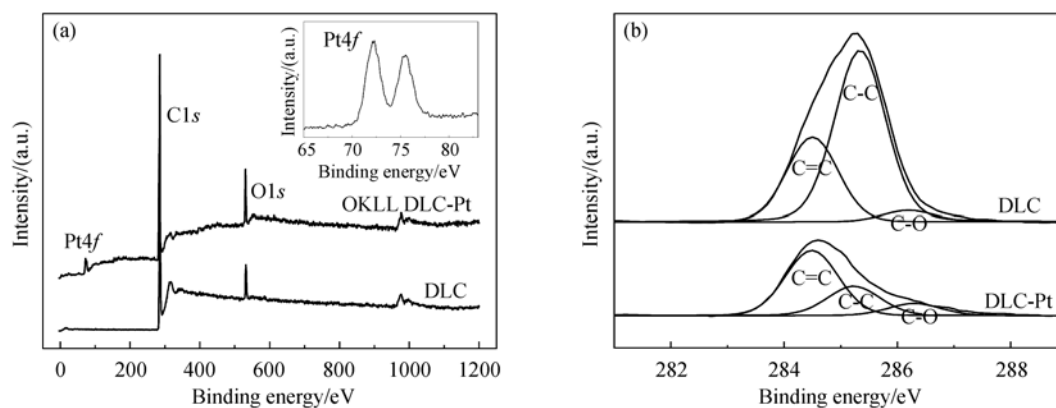 (a)
Pt4f
Intensity/(a.u.)
65 70 75 80
Binding energy/eV
C1s
O1s
OKLL DLC-Pt
Pt4f
DLC
Intensity/(a.u.)
0 200 400 600 800 1000 1200
Binding energy/eV
(b)
C-C
C=C
DLC
C-O
C=C
C-C
DLC-Pt
C-O
Intensity/(a.u.)
282 284 286 288
Binding energy/eV